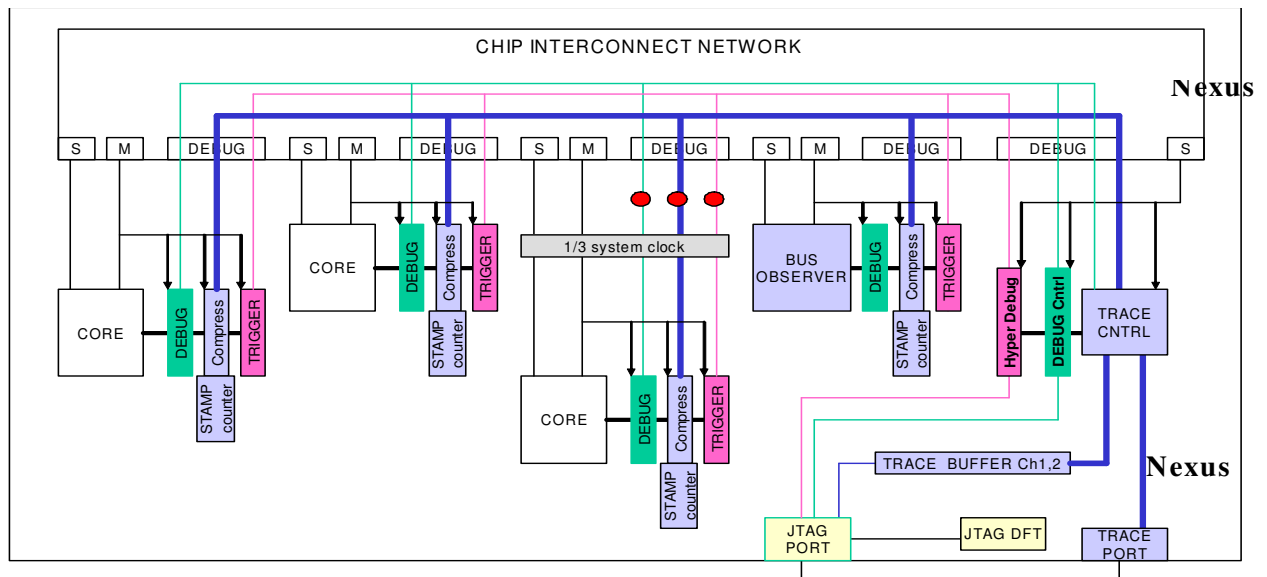 CHIP INTERCONNECT NETWORK
Nexus
S
M
DEBUG
S
M
DEBUG
S
M
DEBUG
S
M
DEBUG
DEBUG
S
1/3 system clock
CORE
DEBUG
Compress
TRIGGER
STAMP
counter
CORE
DEBUG
Compress
TRIGGER
STAMP
counter
CORE
DEBUG
Compress
TRIGGER
STAMP
counter
BUS
OBSERVER
DEBUG
Compress
TRIGGER
STAMP
counter
Hyper Debug
DEBUG Cntrl
TRACE
CNTRL
TRACE BUFFER Ch1,2
Nexus
JTAG
PORT
JTAG DFT
TRACE
PORT